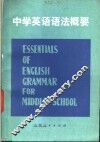 中学英语语法概要
ESSENTIALS
OF
ENGLISH
GRAMMAR
FOR
MIDDLE SCHOOL